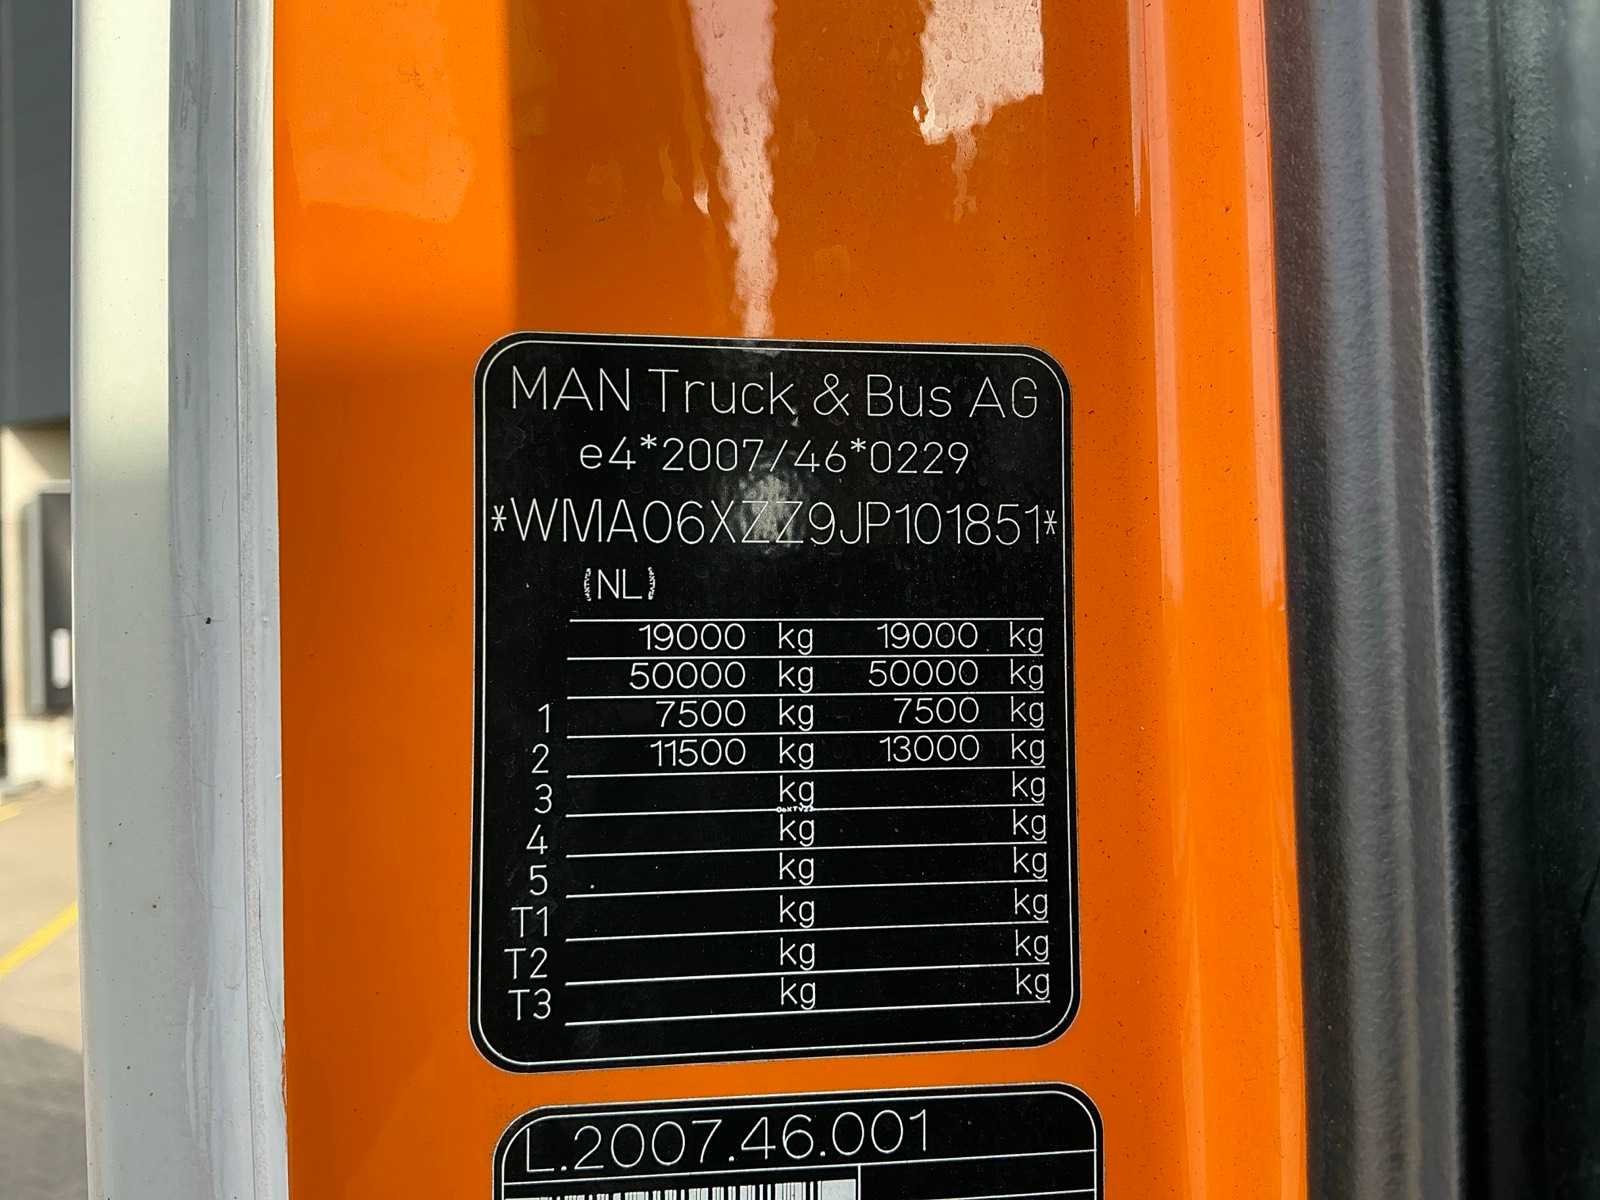 MAN Truck & Bus AG
e4*2007/46*0229
*WMA06XZZ9JP101851*
(NL)
19000 kg 19000 kg
50000 kg 50000 kg
1 7500 kg 7500 kg
2 11500 kg 13000 kg
3 kg kg
4 kg kg
5 kg kg
T1 kg kg
T2 kg kg
T3 kg kg
L.2007.46.001